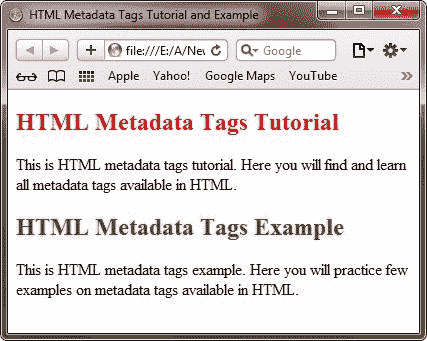 HTML Metadata Tags Tutorial and Example
file:///E:/A/Nev
Google
Apple Yahoo! Google Maps YouTube
HTML Metadata Tags Tutorial
This is HTML metadata tags tutorial. Here you will find and learn
all metadata tags available in HTML.
HTML Metadata Tags Example
This is HTML metadata tags example. Here you will practice few
examples on metadata tags available in HTML.